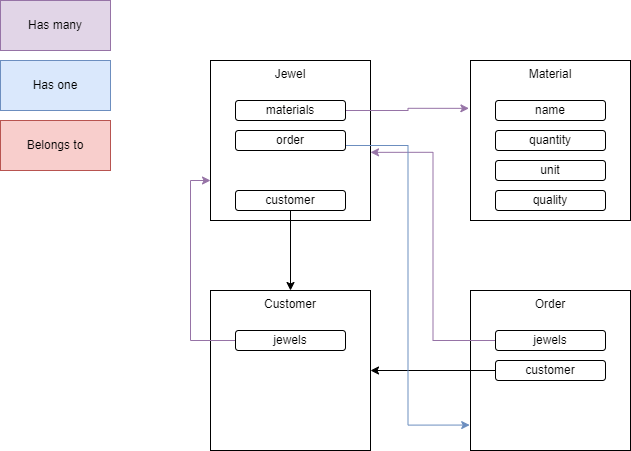 Has many
Has one
Belongs to
Jewel
materials
order
customer
Material
name
quantity
unit
quality
Customer
jewels
Order
jewels
customer